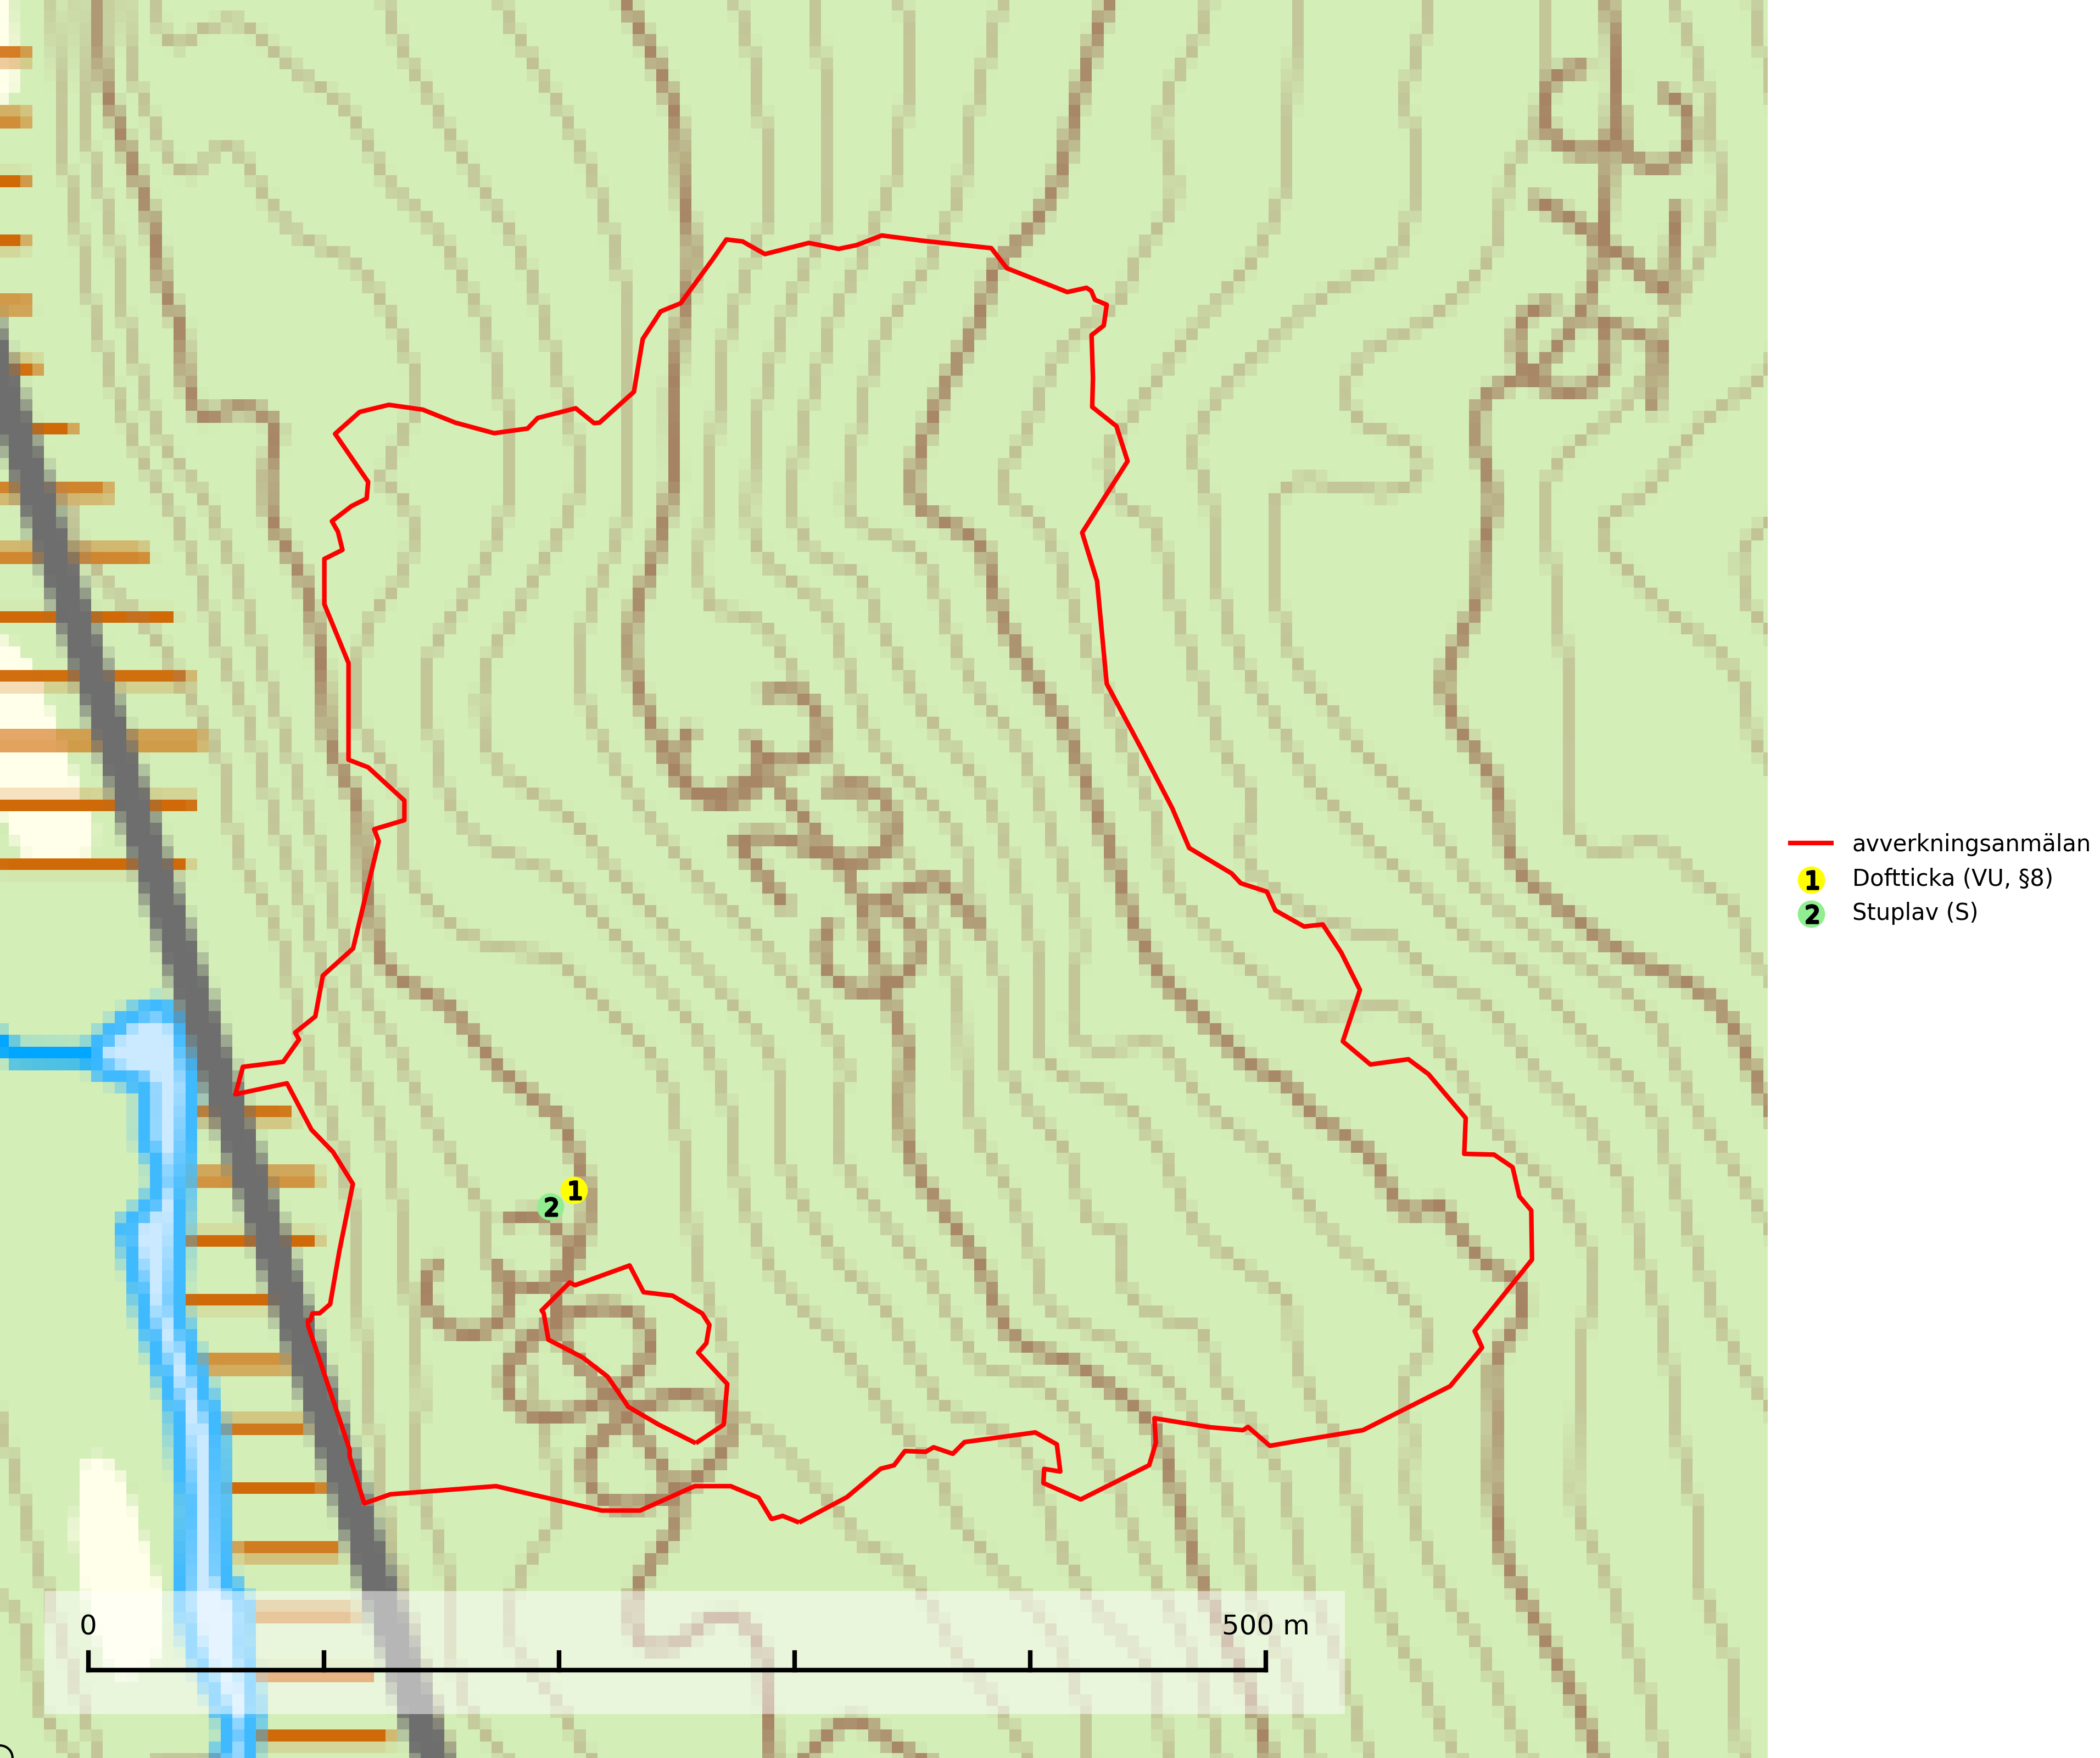 avverkningsanmälan
1 Doftticka (VU, §8)
2 Stuplav (S)
1
2
0 500 m